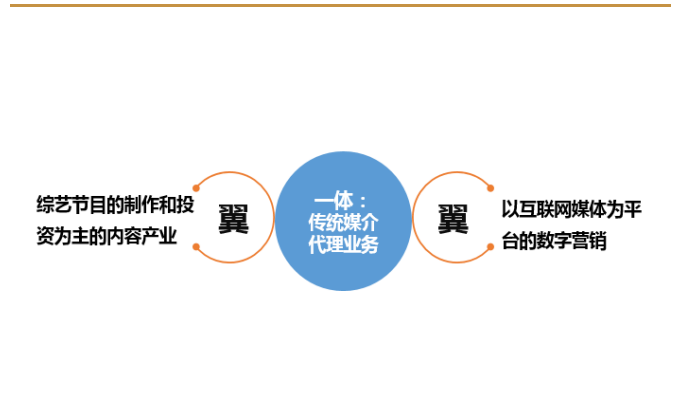 综艺节目的制作和投
资为主的内容产业
翼
一体：
传统媒介
代理业务
翼
以互联网媒体为平
台的数字营销